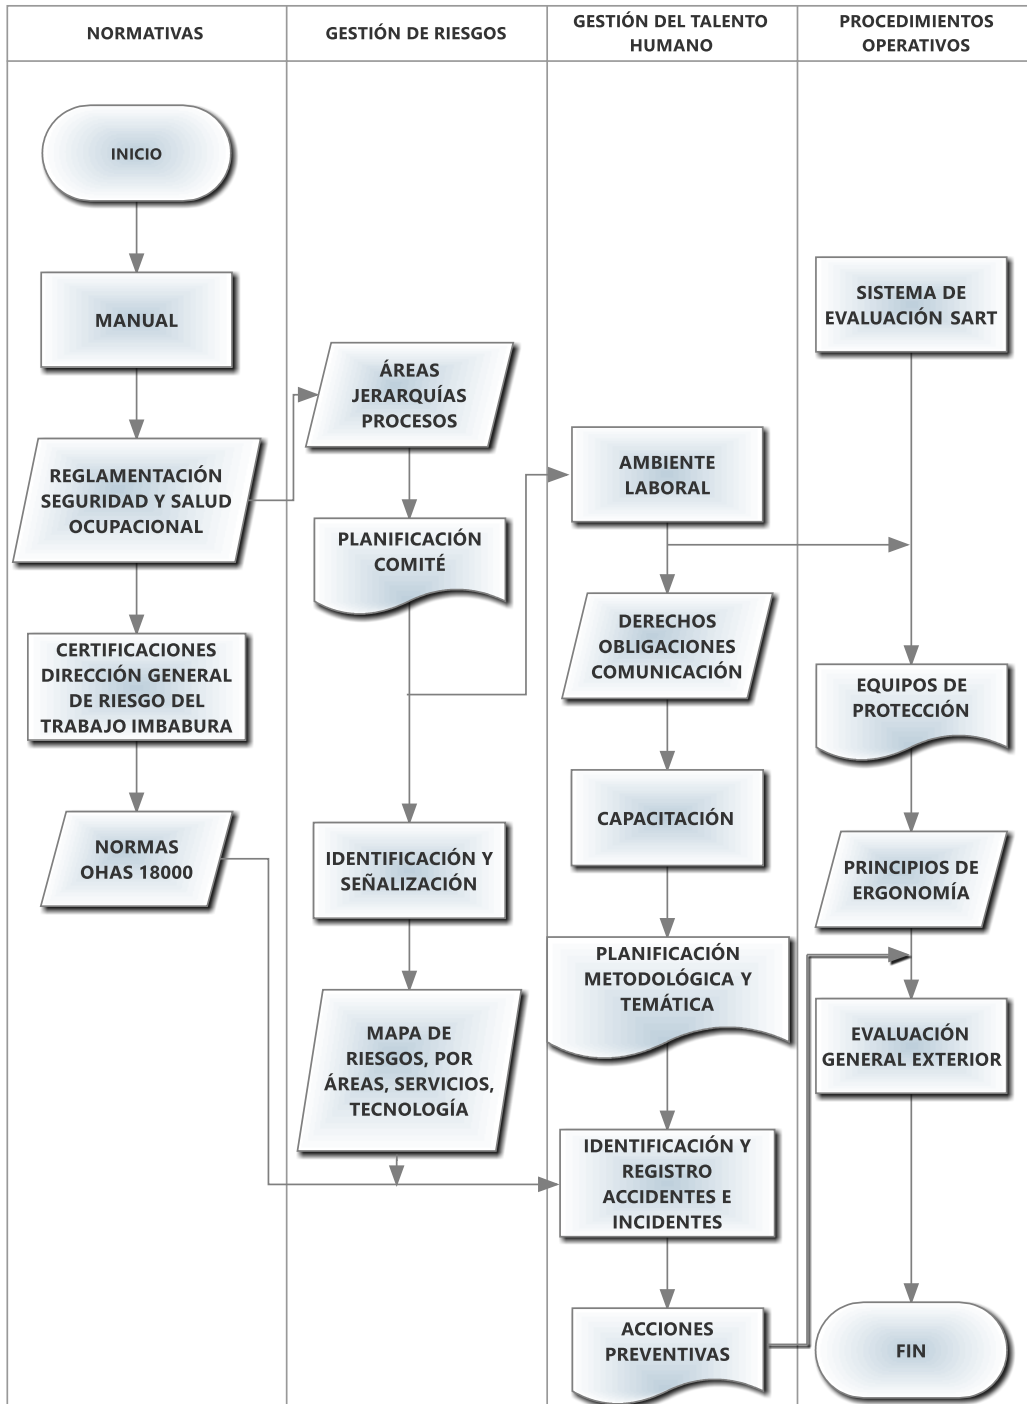 NORMATIVAS
GESTIÓN DE RIESGOS
GESTIÓN DEL TALENTO
HUMANO
PROCEDIMIENTOS
OPERATIVOS
INICIO
MANUAL
REGLAMENTACIÓN
SEGURIDAD Y SALUD
OCUPACIONAL
CERTIFICACIONES
DIRECCIÓN GENERAL
DE RIESGO DEL
TRABAJO IMBABURA
NORMAS
OHAS 18000
ÁREAS
JERARQUÍAS
PROCESOS
PLANIFICACIÓN
COMITÉ
IDENTIFICACIÓN Y
SEÑALIZACIÓN
MAPA DE
RIESGOS, POR
ÁREAS, SERVICIOS,
TECNOLOGÍA
AMBIENTE
LABORAL
DERECHOS
OBLIGACIONES
COMUNICACIÓN
CAPACITACIÓN
PLANIFICACIÓN
METODOLÓGICA Y
TEMÁTICA
IDENTIFICACIÓN Y
REGISTRO
ACCIDENTES E
INCIDENTES
ACCIONES
PREVENTIVAS
SISTEMA DE
EVALUACIÓN SART
EQUIPOS DE
PROTECCIÓN
PRINCIPIOS DE
ERGONOMÍA
EVALUACIÓN
GENERAL EXTERIOR
FIN